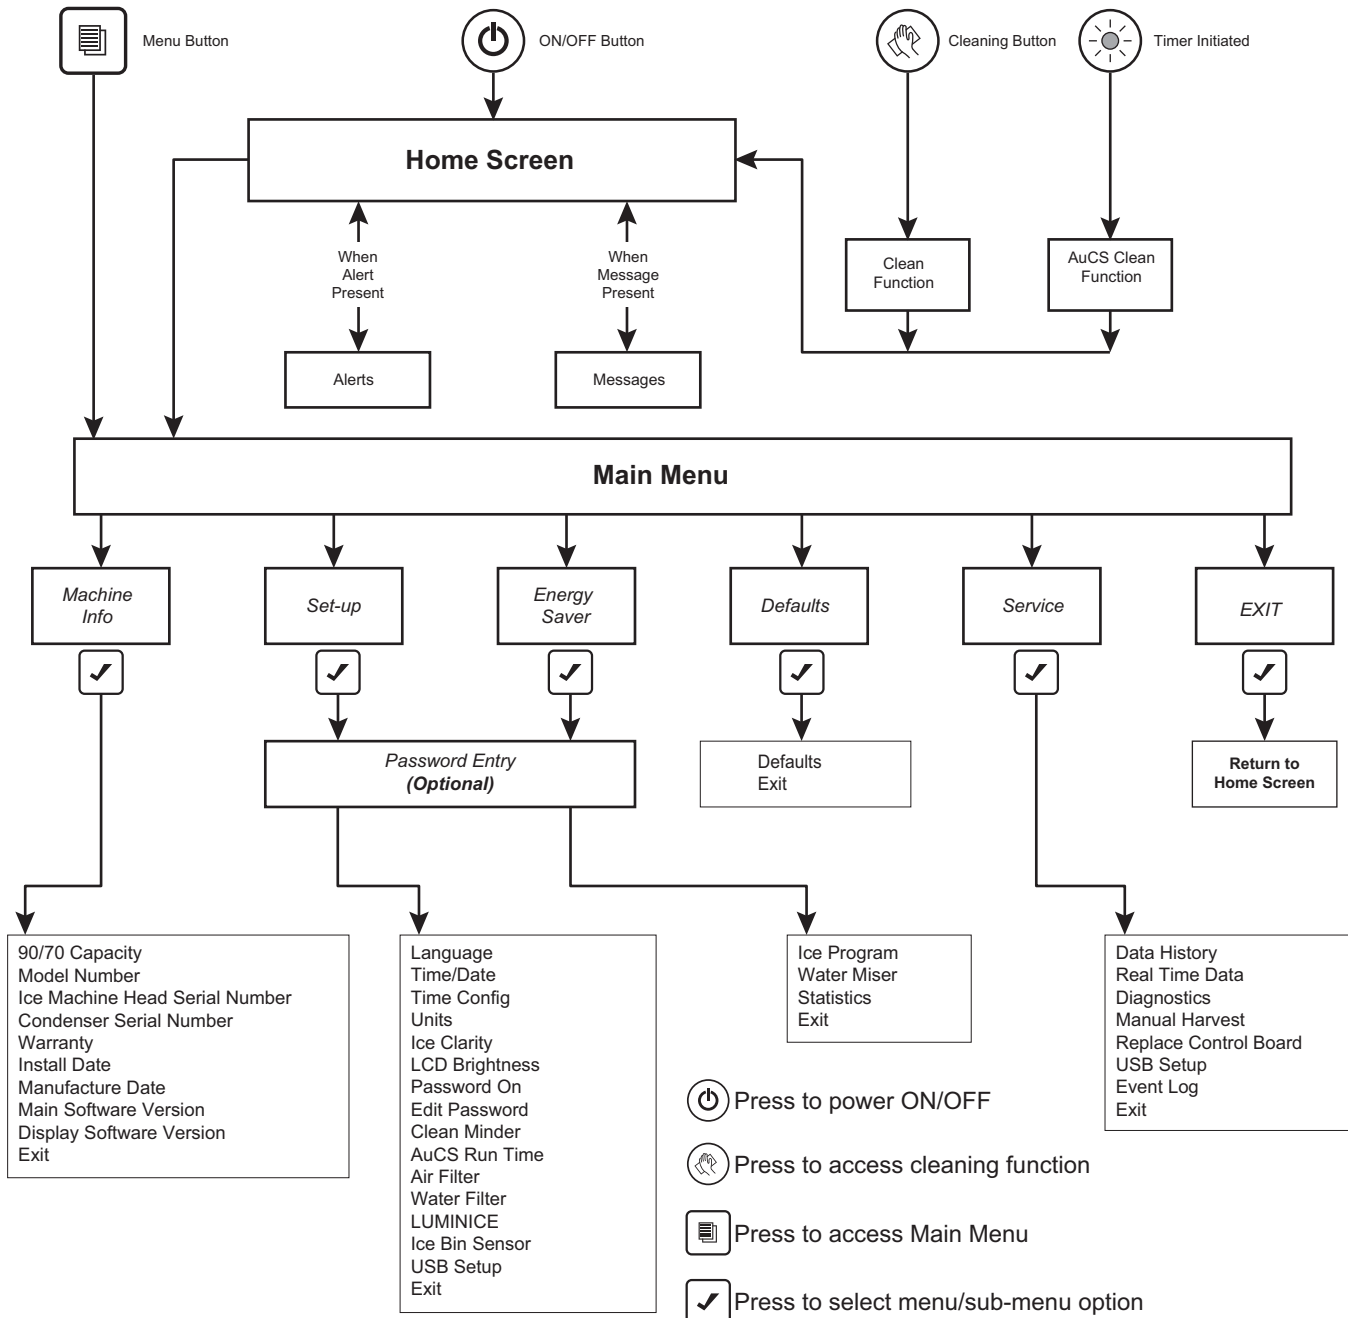 Menu Button
ON/OFF Button
Cleaning Button
Timer Initiated
Home Screen
When
Alert
Present
When
Message
Present
Clean
Function
AuCS Clean
Function
Alerts
Messages
Main Menu
Machine
Info
Set-up
Energy
Saver
Defaults
Service
EXIT
Password Entry
(Optional)
Defaults
Exit
Return to
Home Screen
90/70 Capacity
Model Number
Ice Machine Head Serial Number
Condenser Serial Number
Warranty
Install Date
Manufacture Date
Main Software Version
Display Software Version
Exit
Language
Time/Date
Time Config
Units
Ice Clarity
LCD Brightness
Password On
Edit Password
Clean Minder
AuCS Run Time
Air Filter
Water Filter
LUMINICE
Ice Bin Sensor
USB Setup
Exit
Ice Program
Water Miser
Statistics
Exit
Data History
Real Time Data
Diagnostics
Manual Harvest
Replace Control Board
USB Setup
Event Log
Exit
Press to power ON/OFF
Press to access cleaning function
Press to access Main Menu
Press to select menu/sub-menu option